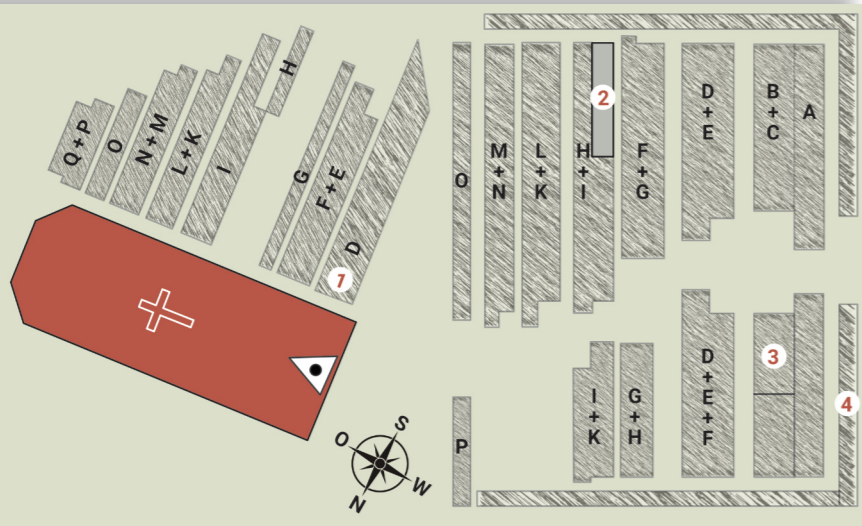 Q+P
O
N+M
L+K
I
H
G
F+E
D
1
O
M
+
N
L
+
K
H
+
I
2
F
+
G
D
+
E
B
+
C
A
P
I
+
K
G
+
H
D
+
E
+
F
3
4
S
O
W
N